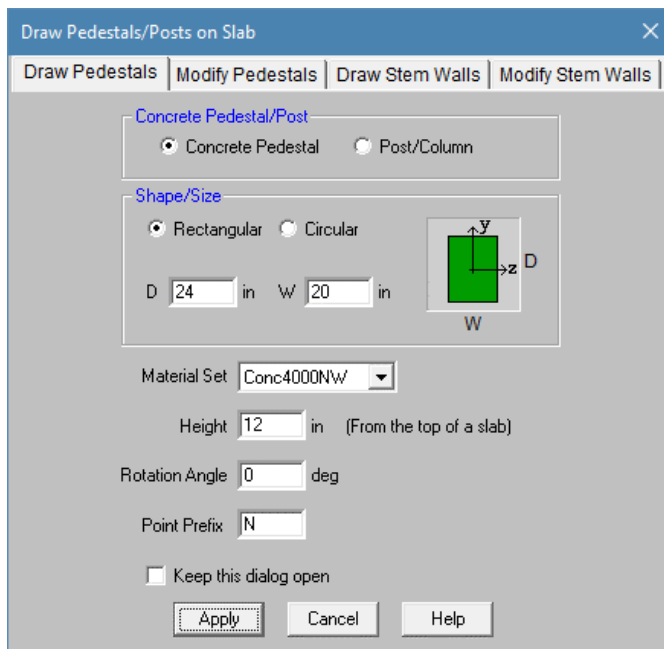 Draw Pedestals/Posts on Slab
Draw Pedestals Modify Pedestals Draw Stem Walls Modify Stem Walls
Concrete Pedestal/Post
Concrete Pedestal Post/Column
Shape/Size
Rectangular Circular
y
z D
D 24 in W 20 in
W
Material Set Conc4000NW
Height 12 in (From the top of a slab)
Rotation Angle 0 deg
Point Prefix N
Keep this dialog open
Apply Cancel Help